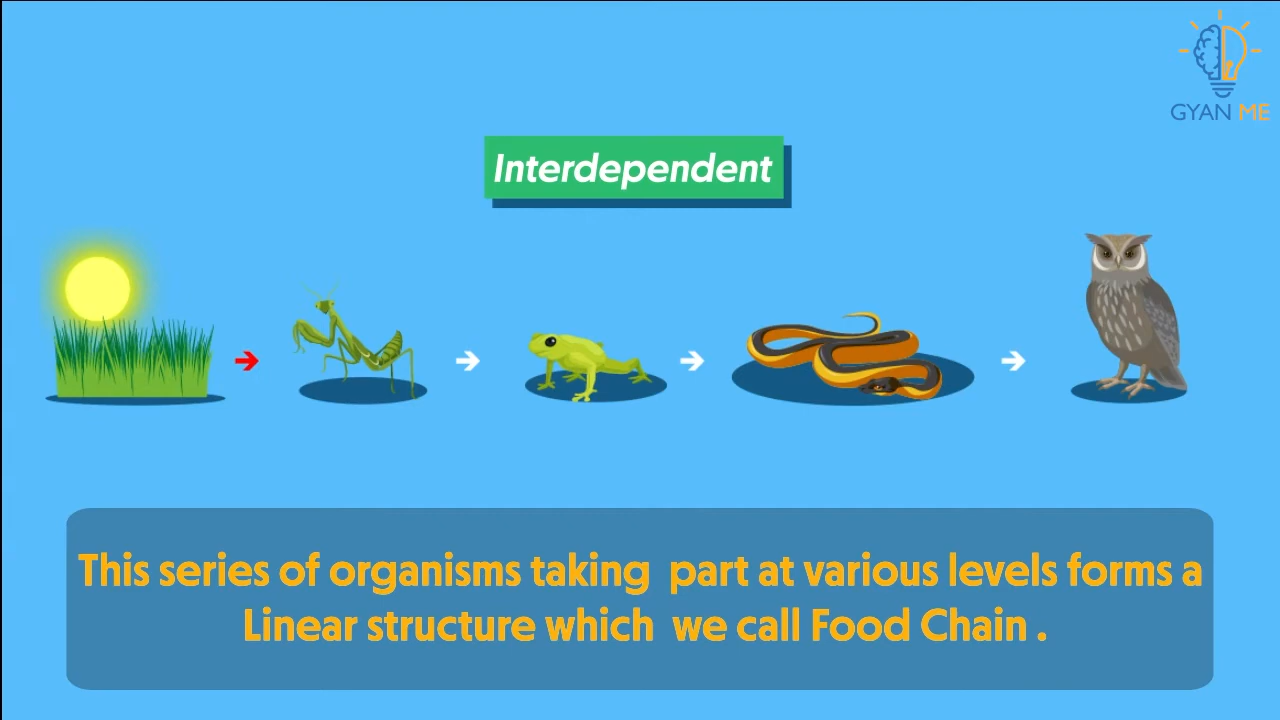 GYAN ME
Interdependent
This series of organisms taking part at various levels forms a
Linear structure which we call Food Chain .